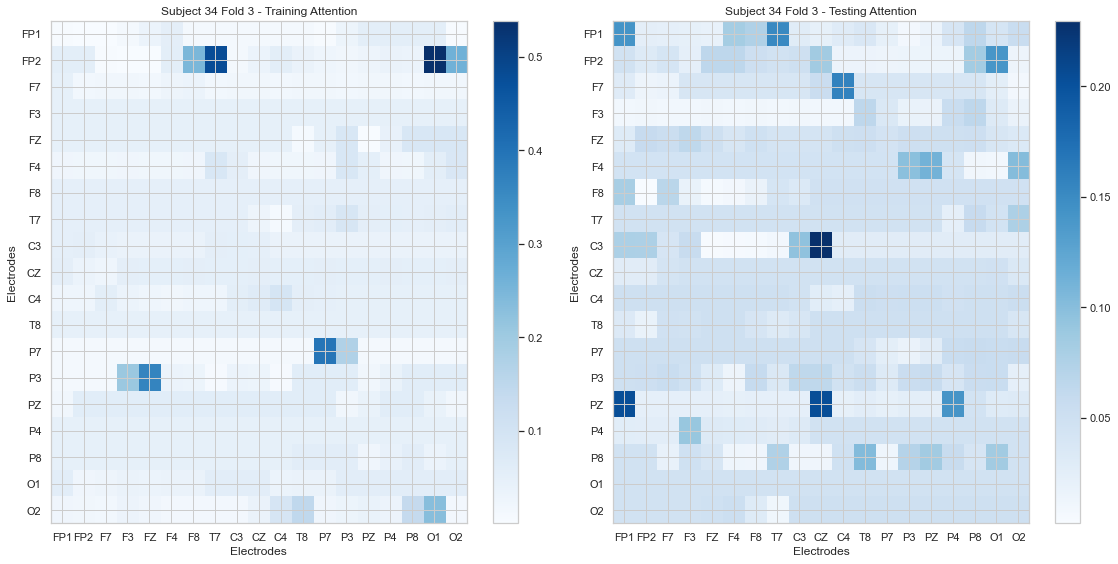 Subject 34 Fold 3 - Training Attention
FP1
FP2
F7
F3
FZ
F4
F8
T7
C3
CZ
C4
T8
P7
P3
PZ
P4
P8
O1
O2
Electrodes
FP1 FP2 F7 F3 FZ F4 F8 T7 C3 CZ C4 T8 P7 P3 PZ P4 P8 O1 O2
Electrodes
0.5
0.4
0.3
0.2
0.1
Subject 34 Fold 3 - Testing Attention
FP1
FP2
F7
F3
FZ
F4
F8
T7
C3
CZ
C4
T8
P7
P3
PZ
P4
P8
O1
O2
Electrodes
FP1 FP2 F7 F3 FZ F4 F8 T7 C3 CZ C4 T8 P7 P3 PZ P4 P8 O1 O2
Electrodes
0.20
0.15
0.10
0.05